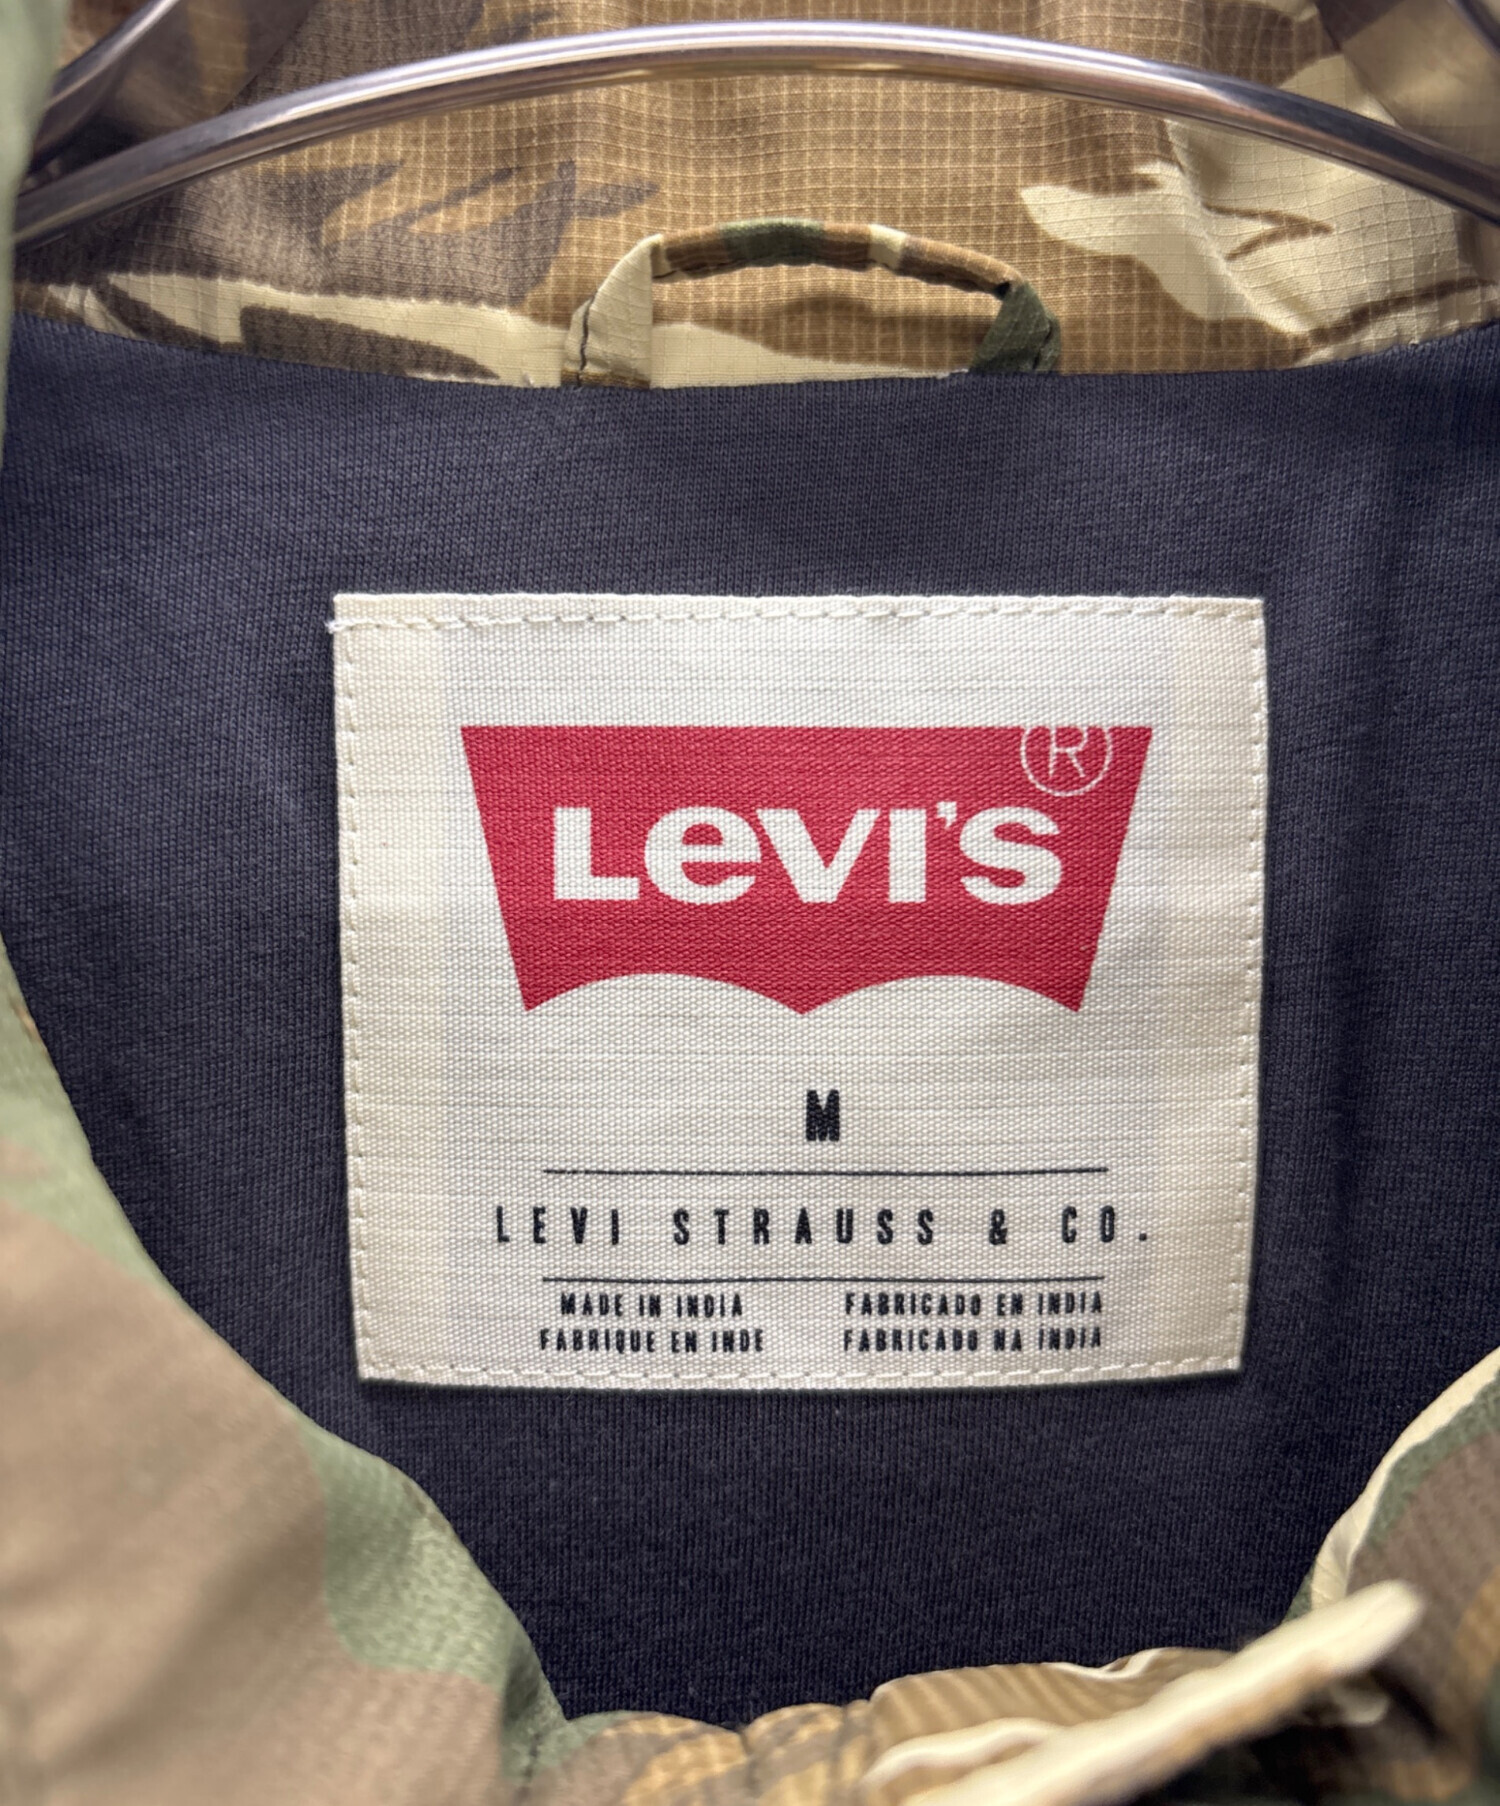 LEVI'S®
M
LEVI STRAUSS & CO.
MADE IN INDIA
FABRIQUE EN INDE
FABRICADO EN INDIA
FABRICADO NA INDIA